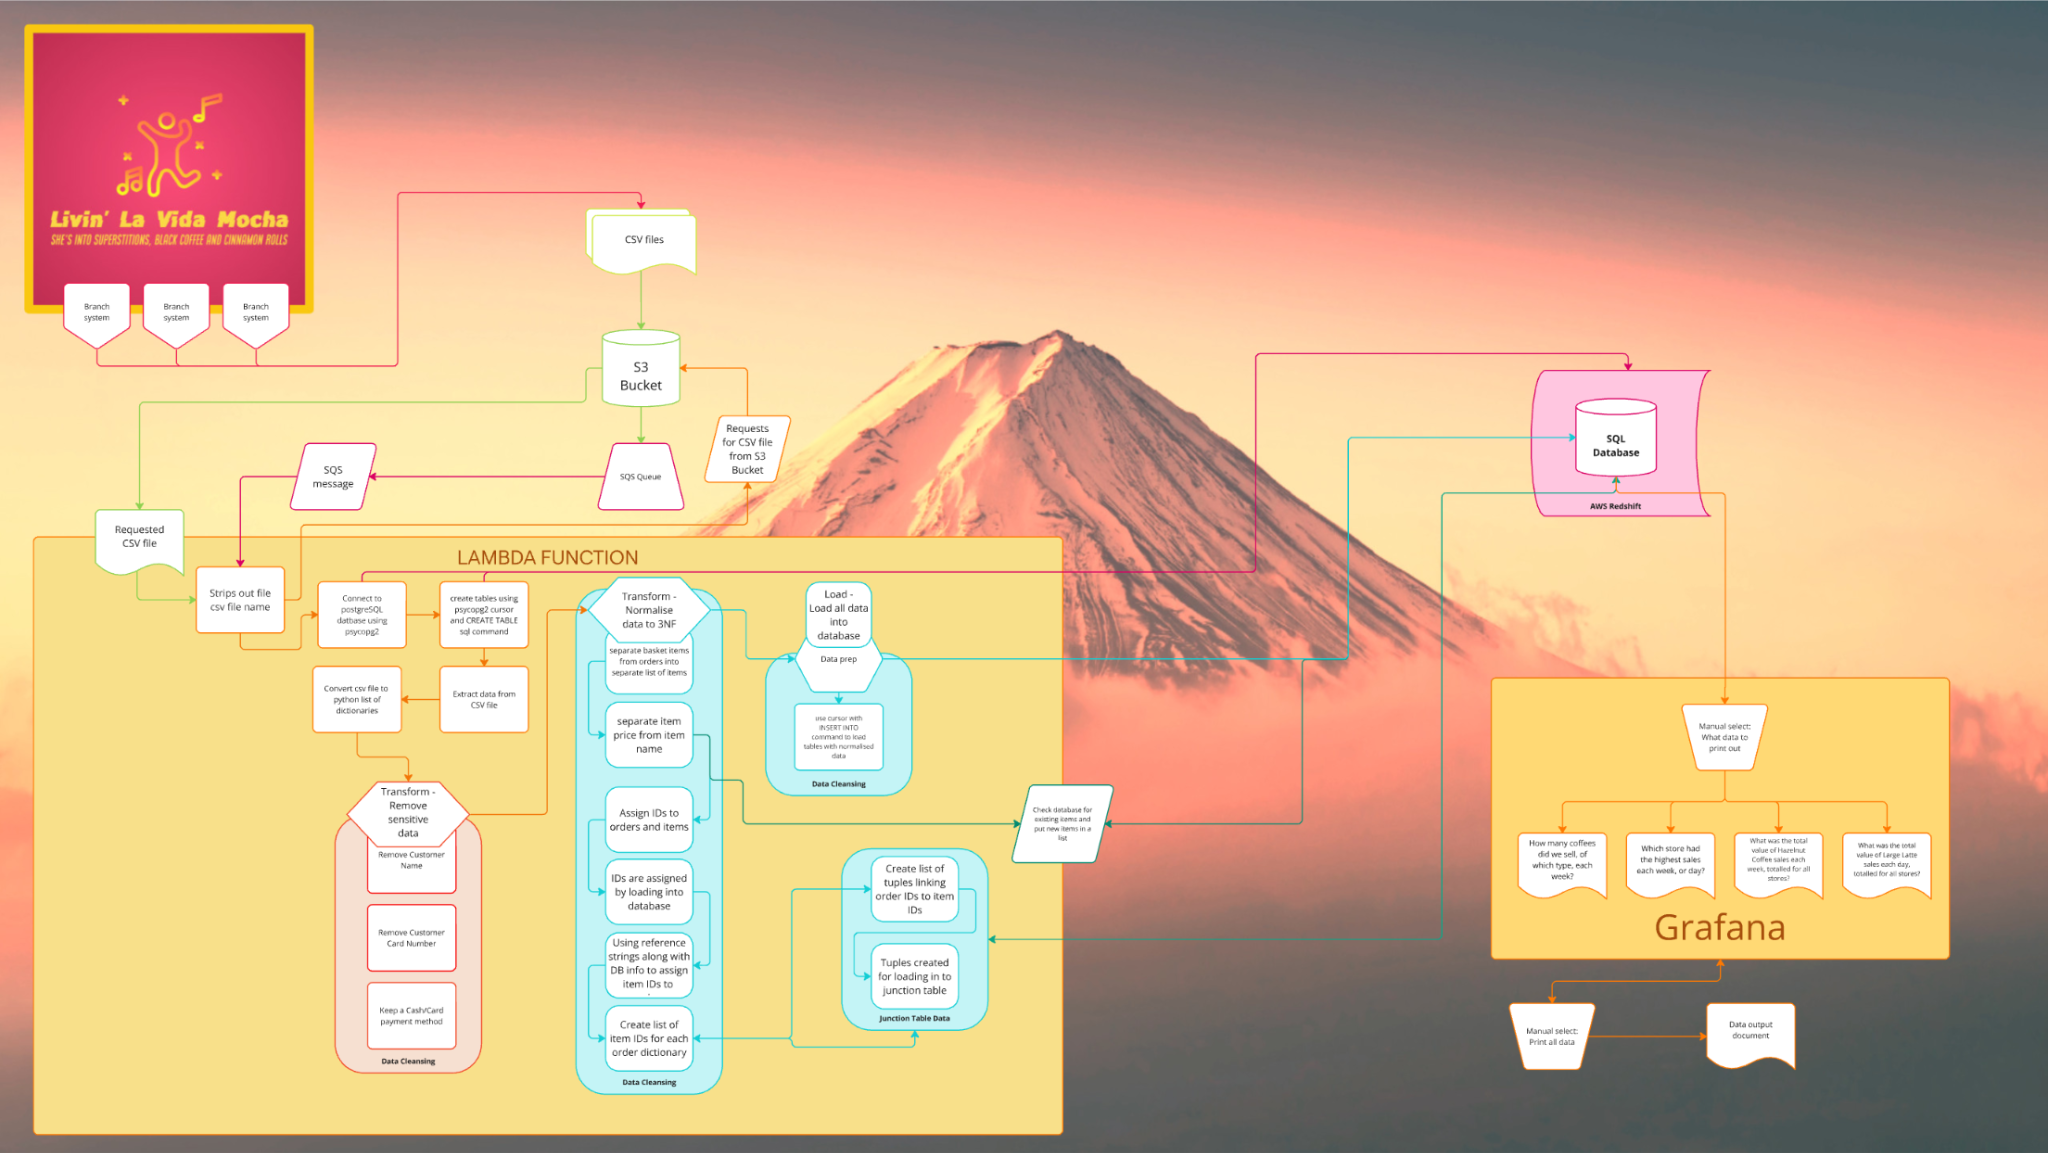 Livin' La Vida Mocha
SHE'S INTO SUPERSTITIONS, BLACK COFFEE AND CINNAMON ROLLS
Branch
system
Branch
system
Branch
system
CSV files
S3
Bucket
Requests
for CSV file
from S3
Bucket
SQS
message
SQS Queue
Requested
CSV file
SQL
Database
AWS Redshift
LAMBDA FUNCTION
Strips out file
csv file name
Connect to
postgreSQL
datbase using
psycopg2
create tables using
psycopg2 cursor
and CREATE TABLE
sql command
Convert csv file to
python list of
dictionaries
Extract data from
CSV file
Transform -
Remove
sensitive
data
Remove Customer
Name
Remove Customer
Card Number
Keep a Cash/Card
payment method
Data Cleansing
Transform -
Normalise
data to 3NF
separate basket items
from orders into
separate list of items
separate item
price from item
name
Assign IDs to
orders and items
IDs are assigned
by loading into
database
Using reference
strings along with
DB info to assign
item IDs to
Create list of
item IDs for each
order dictionary
Data Cleansing
Load -
Load all data
into
database
Data prep
use cursor with
INSERT INTO
command to load
tables with normalised
data
Data Cleansing
Create list of
tuples linking
order IDs to item
IDs
Tuples created
for loading in to
junction table
Junction Table Data
Check database for
existing items and
put new items in a
list
Manual select:
What data to
print out
How many coffees
did we sell, of
which type, each
week?
Which store had
the highest sales
each week, or day?
What was the total
value of Hazelnut
Coffee sales each
week, totalled for all
stores?
What was the total
value of Large Latte
sales each day,
totalled for all stores?
Grafana
Manual select:
Print all data
Data output
document